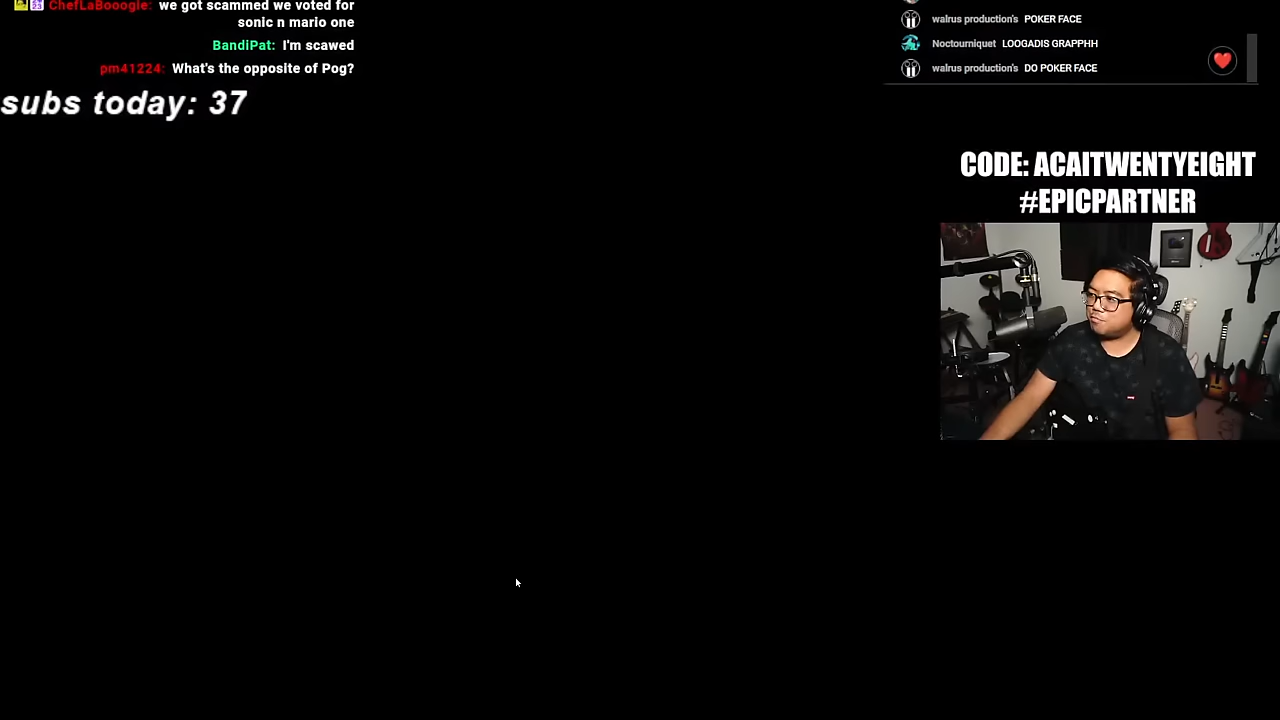 ChefLaBooogle: we got scammed we voted for
sonic n mario one
BandiPat: I'm scawed
pm41224: What's the opposite of Pog?
subs today: 37
walrus production's POKER FACE
Noctourniquet LOOGADIS GRAPPHH
walrus production's DO POKER FACE
CODE: ACAITWENTYEIGHT
#EPICPARTNER